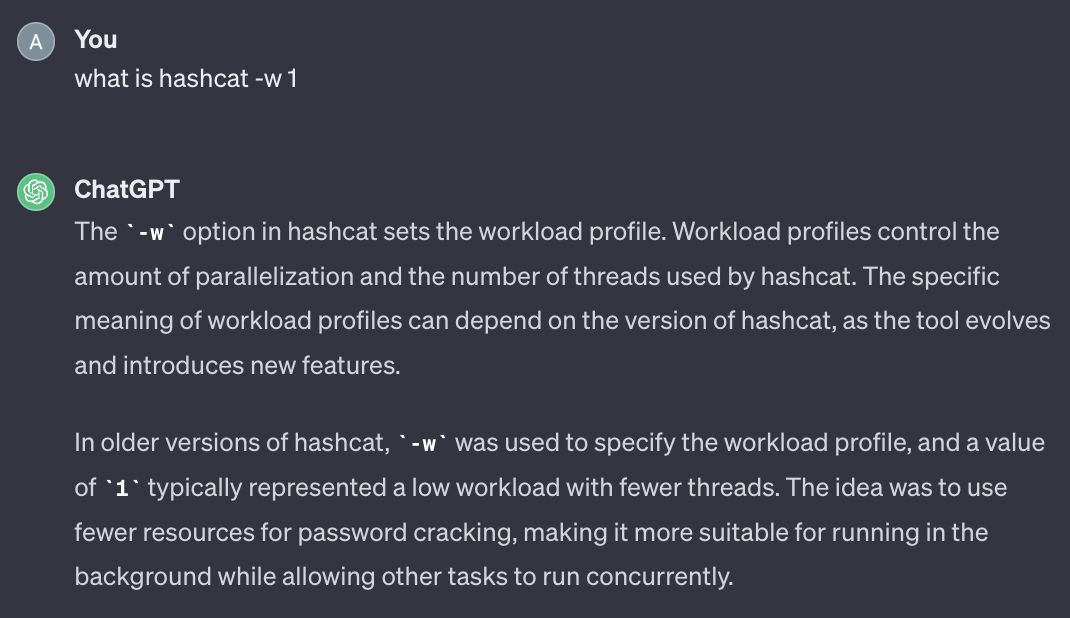 A
You
what is hashcat -w 1
ChatGPT
The `-w` option in hashcat sets the workload profile. Workload profiles control the
amount of parallelization and the number of threads used by hashcat. The specific
meaning of workload profiles can depend on the version of hashcat, as the tool evolves
and introduces new features.
In older versions of hashcat, `-w` was used to specify the workload profile, and a value
of `1` typically represented a low workload with fewer threads. The idea was to use
fewer resources for password cracking, making it more suitable for running in the
background while allowing other tasks to run concurrently.